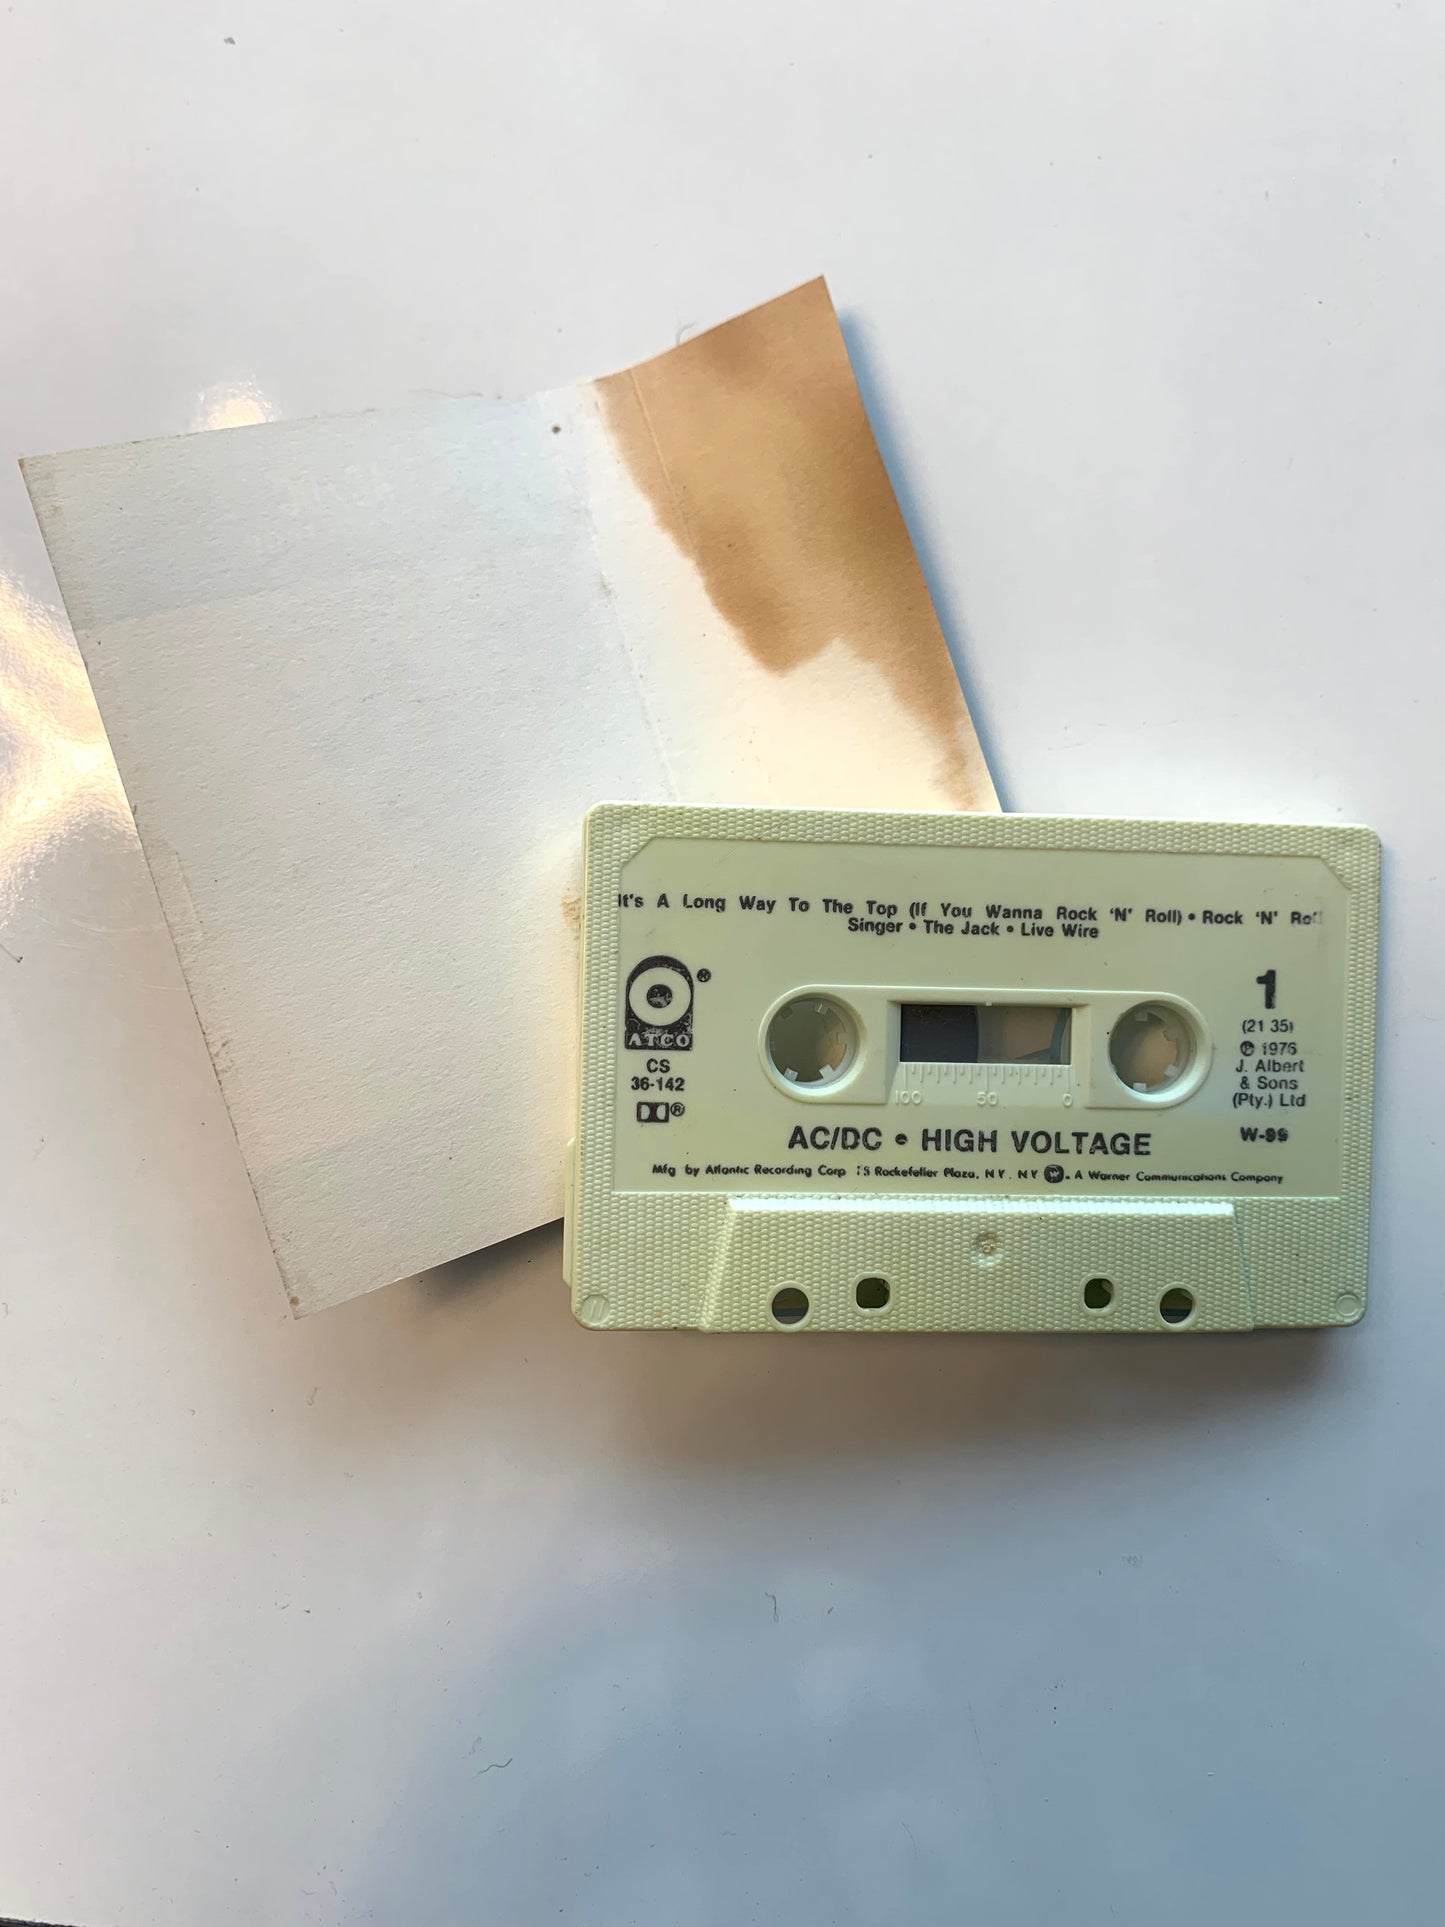 It's A Long Way To The Top (If You Wanna Rock 'N' Roll) • Rock 'N' Roll
Singer • The Jack • Live Wire
®
ATCO
CS
36-142
®
1
(21 35)
℗ 1976
J. Albert
& Sons
(Pty.) Ltd
W-99
100 50 0
AC/DC • HIGH VOLTAGE
Mfg by Atlantic Recording Corp 75 Rockefeller Plaza, N Y. N Y W. A Warner Communications Company
N C